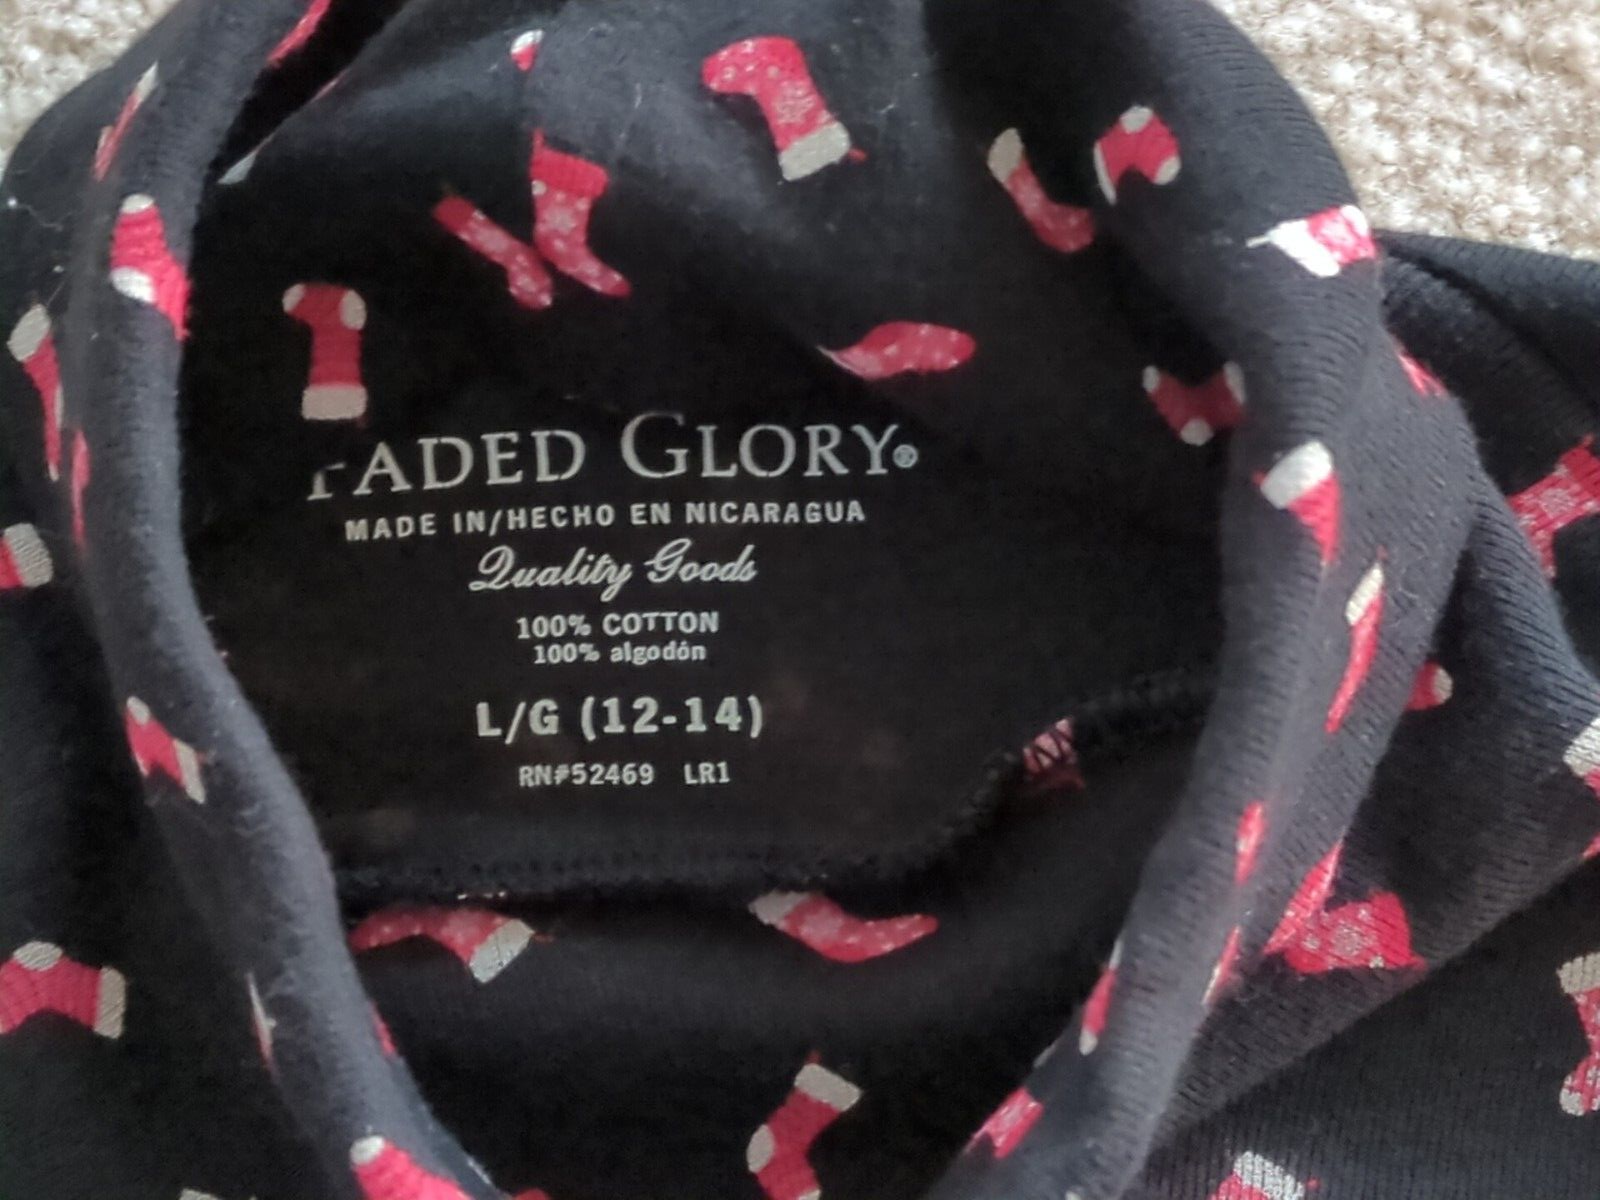 FADED GLORY®
MADE IN/HECHO EN NICARAGUA
Quality Goods
100% COTTON
100% algodón
L/G (12-14)
RN#52469 LR1